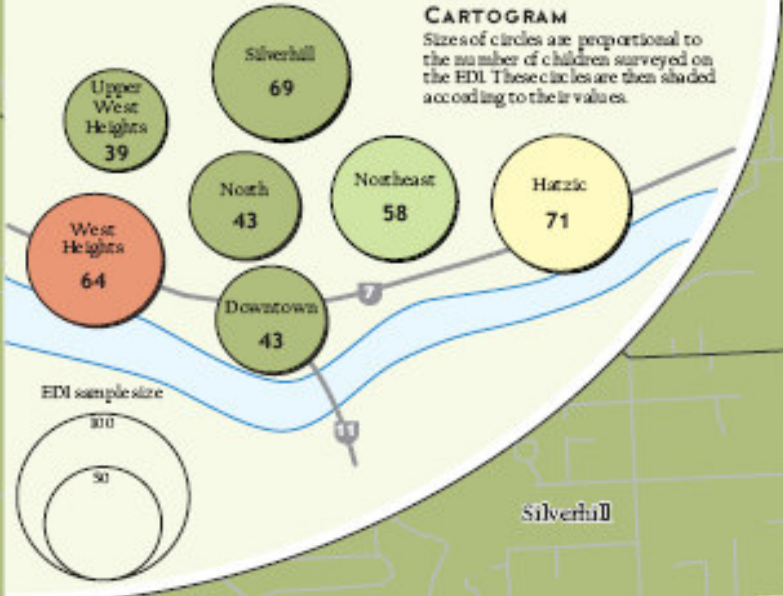 CARTOGRAM
Sizes of circles are proportional to
the number of children surveyed on
the EDI. These circles are then shaded
according to their values.
Silverhill
69
Upper
West
Heights
39
North
43
Northeast
58
Hatzic
71
West
Heights
64
Downtown
43
7
11
EDI sample size
100
50
Silverhill